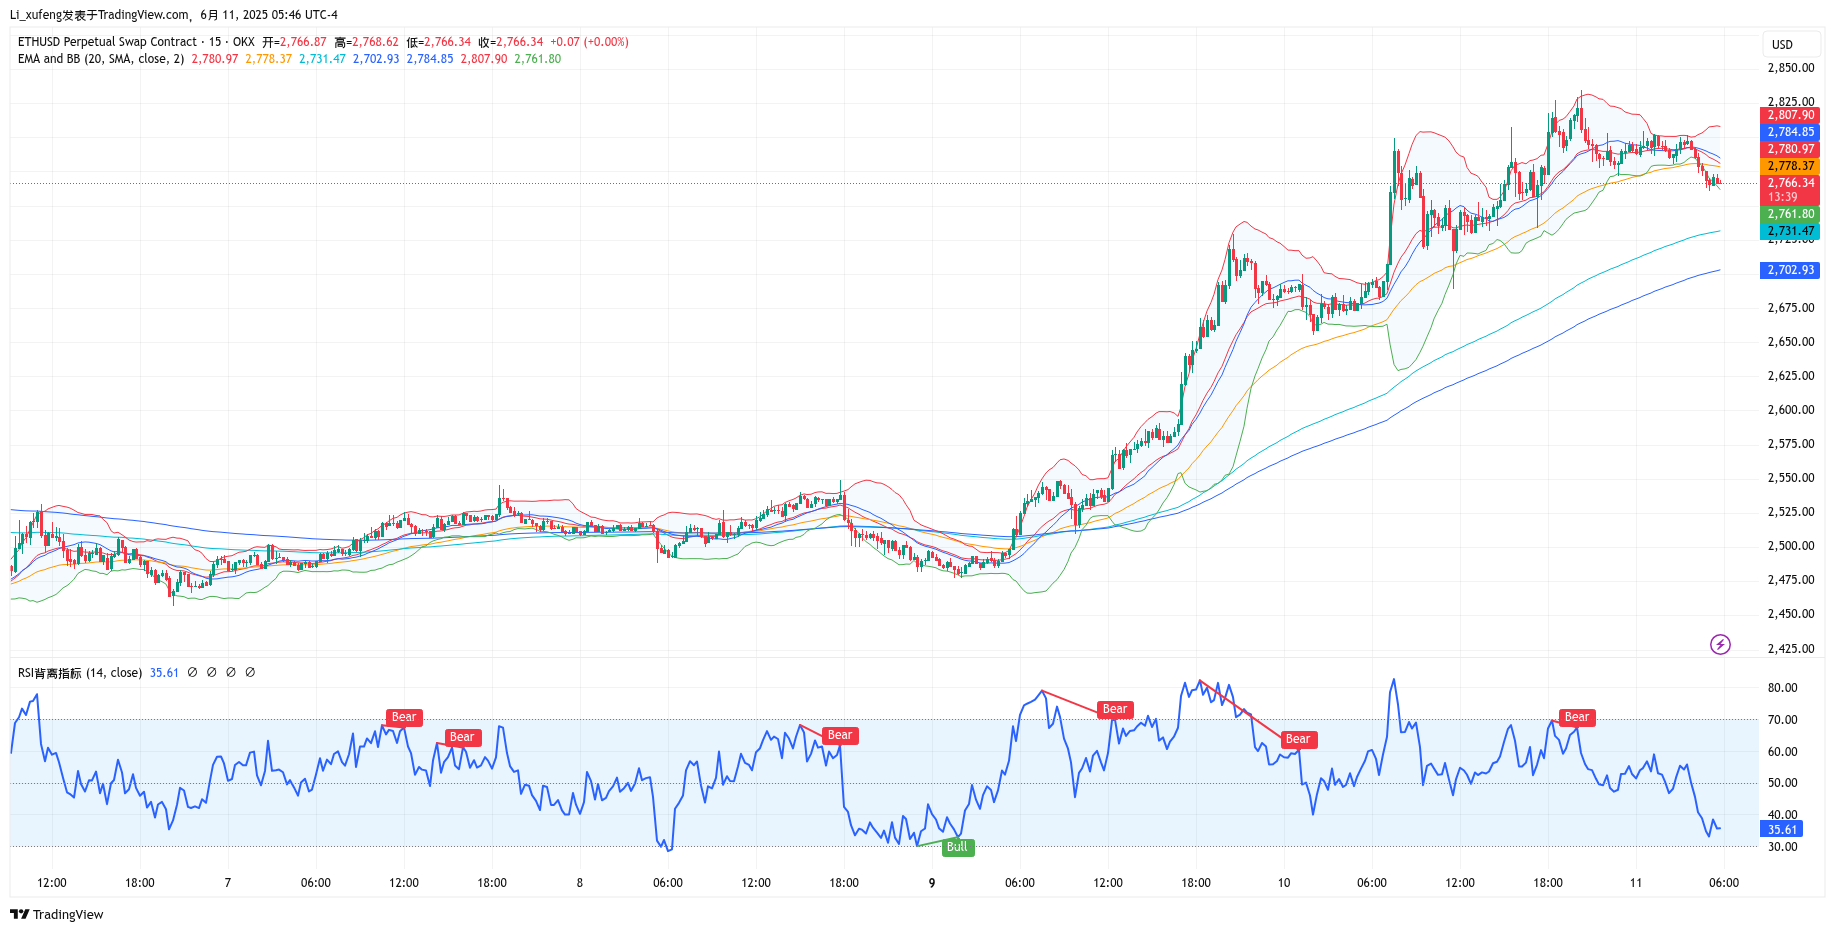 Li_xufeng发表于TradingView.com，6月 11, 2025 05:46 UTC-4
ETHUSD Perpetual Swap Contract · 15 · OKX 开=2,766.87 高=2,768.62 低=2,766.34 收=2,766.34 +0.07 (+0.00%)
EMA and BB (20, SMA, close, 2) 2,780.97 2,778.37 2,731.47 2,702.93 2,784.85 2,807.90 2,761.80
USD
2,850.00
2,825.00
2,807.90
2,784.85
2,780.97
2,778.37
2,766.34
13:39
2,761.80
2,731.47
2,725.00
2,702.93
2,675.00
2,650.00
2,625.00
2,600.00
2,575.00
2,550.00
2,525.00
2,500.00
2,475.00
2,450.00
2,425.00
RSI背离指标 (14, close) 35.61 ∅ ∅ ∅ ∅
80.00
70.00
60.00
50.00
40.00
35.61
30.00
Bear
Bear
Bear
Bull
Bear
Bear
Bear
12:00 18:00 7 06:00 12:00 18:00 8 06:00 12:00 18:00 9 06:00 12:00 18:00 10 06:00 12:00 18:00 11 06:00
TradingView